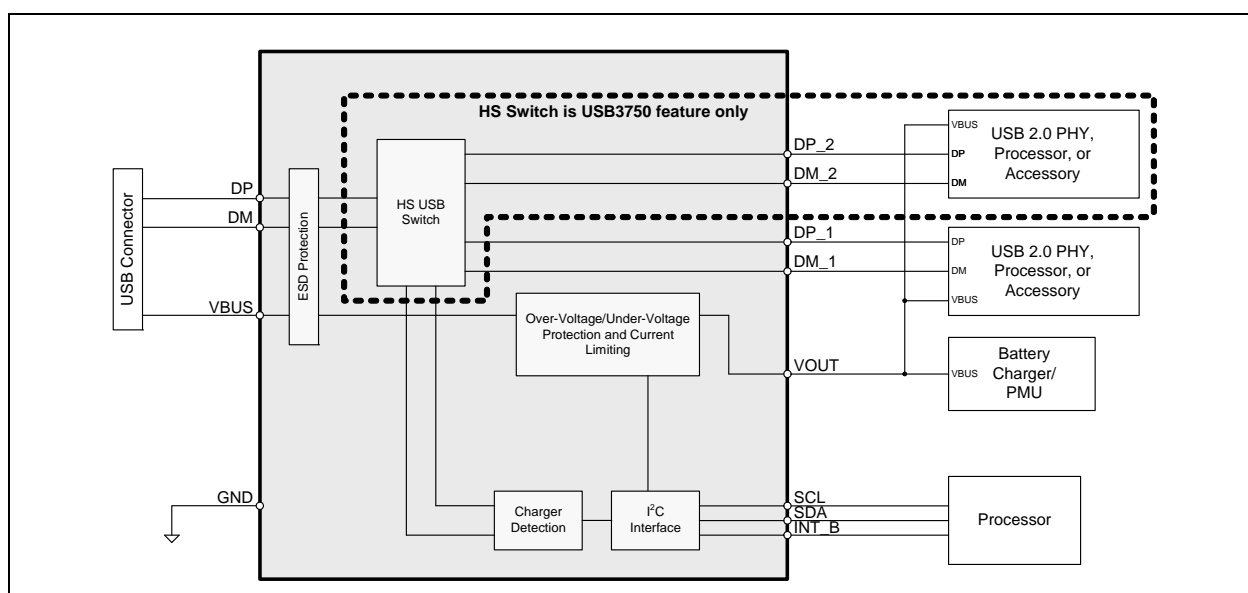 HS Switch is USB3750 feature only
USB Connector
DP
DM
VBUS
GND
ESD Protection
HS USB
Switch
Over-Voltage/Under-Voltage
Protection and Current
Limiting
Charger
Detection
I²C
Interface
DP_2
DM_2
DP_1
DM_1
VOUT
SCL
SDA
INT_B
VBUS
DP
DM
USB 2.0 PHY,
Processor, or
Accessory
DP
DM
VBUS
USB 2.0 PHY,
Processor, or
Accessory
VBUS
Battery
Charger/
PMU
Processor